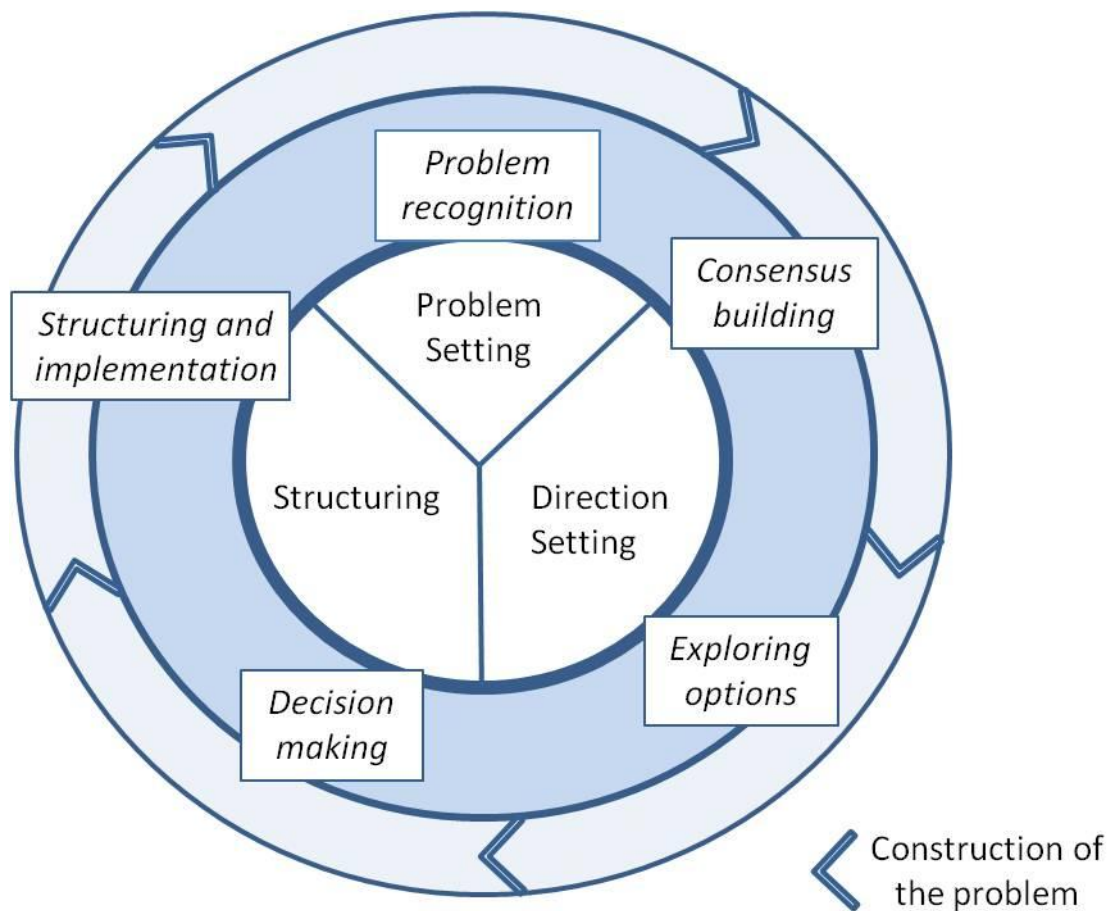 Problem
recognition
Consensus
building
Structuring and
implementation
Problem
Setting
Structuring
Direction
Setting
Exploring
options
Decision
making
Construction of
the problem